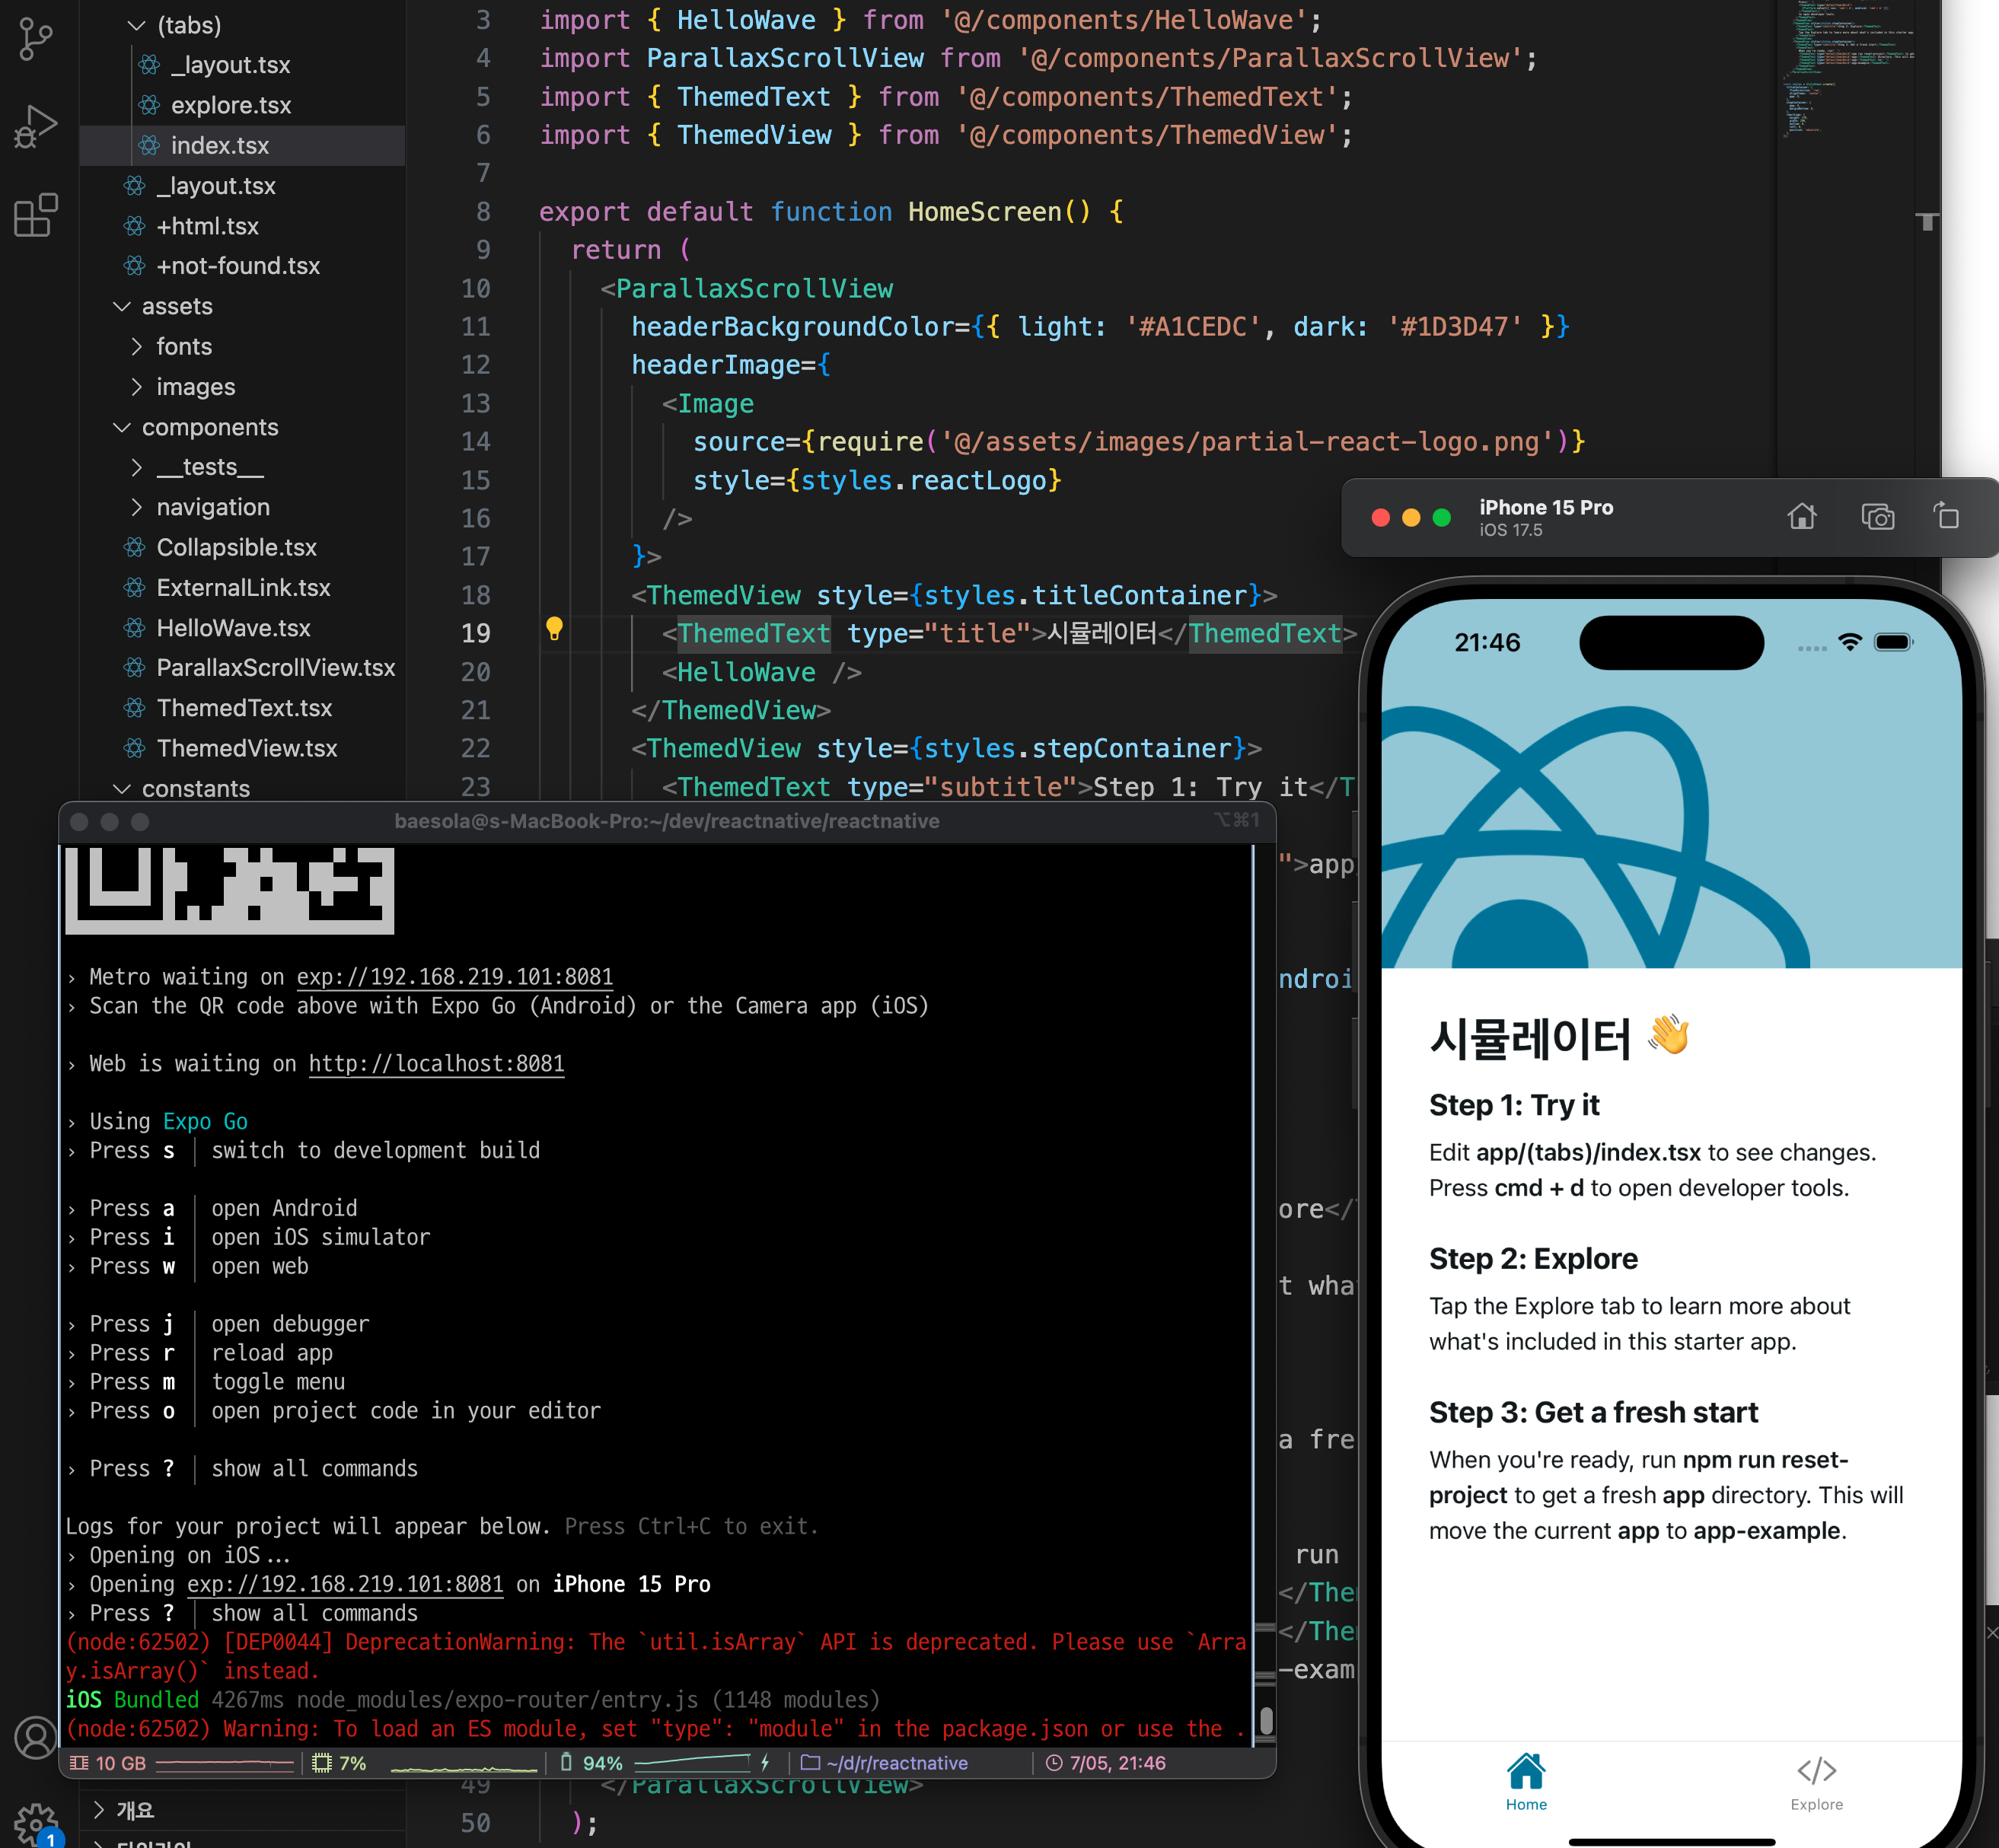 (tabs)
_layout.tsx
explore.tsx
index.tsx
_layout.tsx
+html.tsx
+not-found.tsx
assets
fonts
images
components
__tests__
navigation
Collapsible.tsx
ExternalLink.tsx
HelloWave.tsx
ParallaxScrollView.tsx
ThemedText.tsx
ThemedView.tsx
constants
개요
1
3 import { HelloWave } from '@/components/HelloWave';
4 import ParallaxScrollView from '@/components/ParallaxScrollView';
5 import { ThemedText } from '@/components/ThemedText';
6 import { ThemedView } from '@/components/ThemedView';
7
8 export default function HomeScreen() {
9 return (
10 <ParallaxScrollView
11 headerBackgroundColor={{ light: '#A1CEDC', dark: '#1D3D47' }}
12 headerImage={
13 <Image
14 source={require('@/assets/images/partial-react-logo.png')}
15 style={styles.reactLogo}
16 />
17 }>
18 <ThemedView style={styles.titleContainer}>
19 <ThemedText type="title">시뮬레이터</ThemedText>
20 <HelloWave />
21 </ThemedView>
22 <ThemedView style={styles.stepContainer}>
23 <ThemedText type="subtitle">Step 1: Try it</T
">app
ndroi
ore</
t wha
a fre
run
</The
</The
-exam
49 </ParallaxScrollView>
50 );
baesola@s-MacBook-Pro:~/dev/reactnative/reactnative
⌥⌘1
› Metro waiting on exp://192.168.219.101:8081
› Scan the QR code above with Expo Go (Android) or the Camera app (iOS)
› Web is waiting on http://localhost:8081
› Using Expo Go
› Press s │ switch to development build
› Press a │ open Android
› Press i │ open iOS simulator
› Press w │ open web
› Press j │ open debugger
› Press r │ reload app
› Press m │ toggle menu
› Press o │ open project code in your editor
› Press ? │ show all commands
Logs for your project will appear below. Press Ctrl+C to exit.
› Opening on iOS...
› Opening exp://192.168.219.101:8081 on iPhone 15 Pro
› Press ? │ show all commands
(node:62502) [DEP0044] DeprecationWarning: The `util.isArray` API is deprecated. Please use `Arra
y.isArray()` instead.
iOS Bundled 4267ms node_modules/expo-router/entry.js (1148 modules)
(node:62502) Warning: To load an ES module, set "type": "module" in the package.json or use the .
10 GB 7% 94% ~/d/r/reactnative 7/05, 21:46
iPhone 15 Pro
iOS 17.5
21:46
시뮬레이터 👋
Step 1: Try it
Edit app/(tabs)/index.tsx to see changes.
Press cmd + d to open developer tools.
Step 2: Explore
Tap the Explore tab to learn more about
what's included in this starter app.
Step 3: Get a fresh start
When you're ready, run npm run reset-
project to get a fresh app directory. This will
move the current app to app-example.
Home
Explore